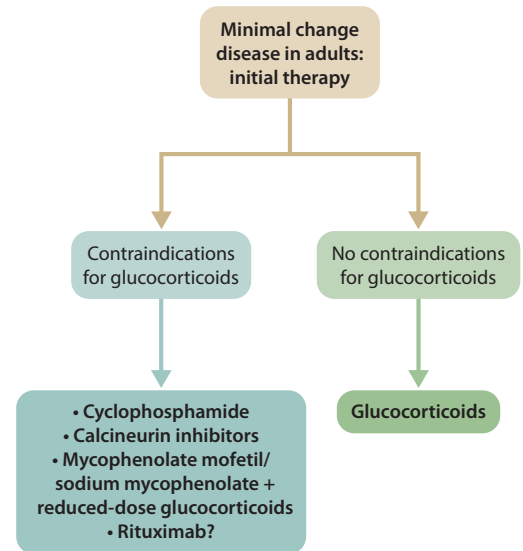 Minimal change
disease in adults:
initial therapy
Contraindications
for glucocorticoids
No contraindications
for glucocorticoids
• Cyclophosphamide
• Calcineurin inhibitors
• Mycophenolate mofetil/
sodium mycophenolate +
reduced-dose glucocorticoids
• Rituximab?
Glucocorticoids